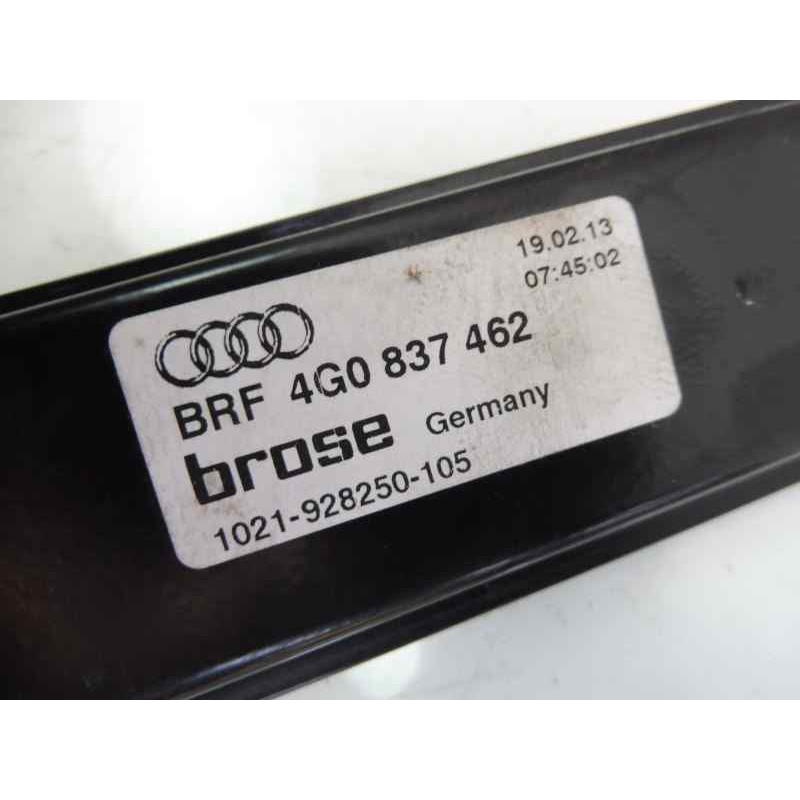 19.02.13
07:45:02
BRF 4G0 837 462
brose Germany
1021-928250-105